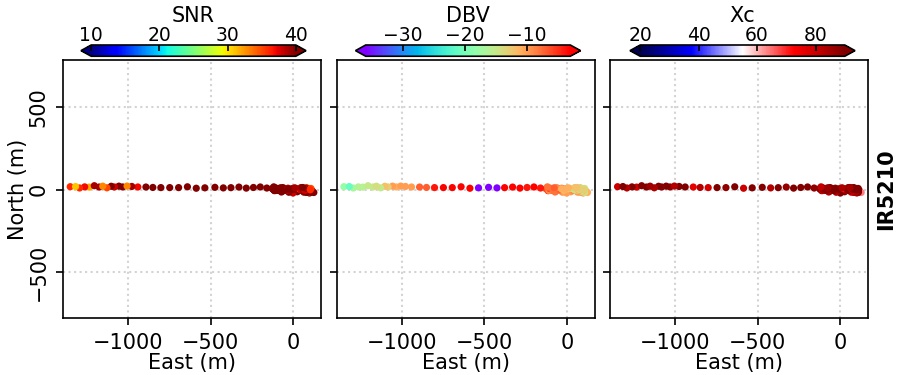 SNR DBV Xc
10 20 30 40 −30 −20 −10 20 40 60 80
North (m)
500
0
−500
−1000 −500 0 −1000 −500 0 −1000 −500 0
East (m) East (m) East (m)
IR5210